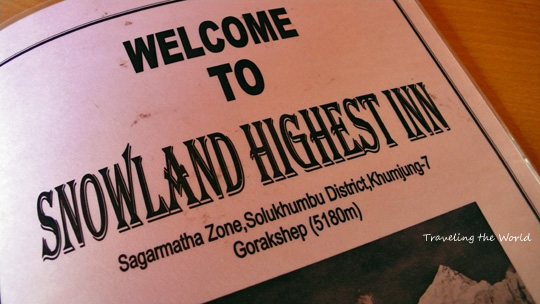 WELCOME
TO
SNOWLAND HIGHEST INN
Sagarmatha Zone,Solukhumbu District,Khumjung-7
Gorakshep (5180m)
Traveling the World